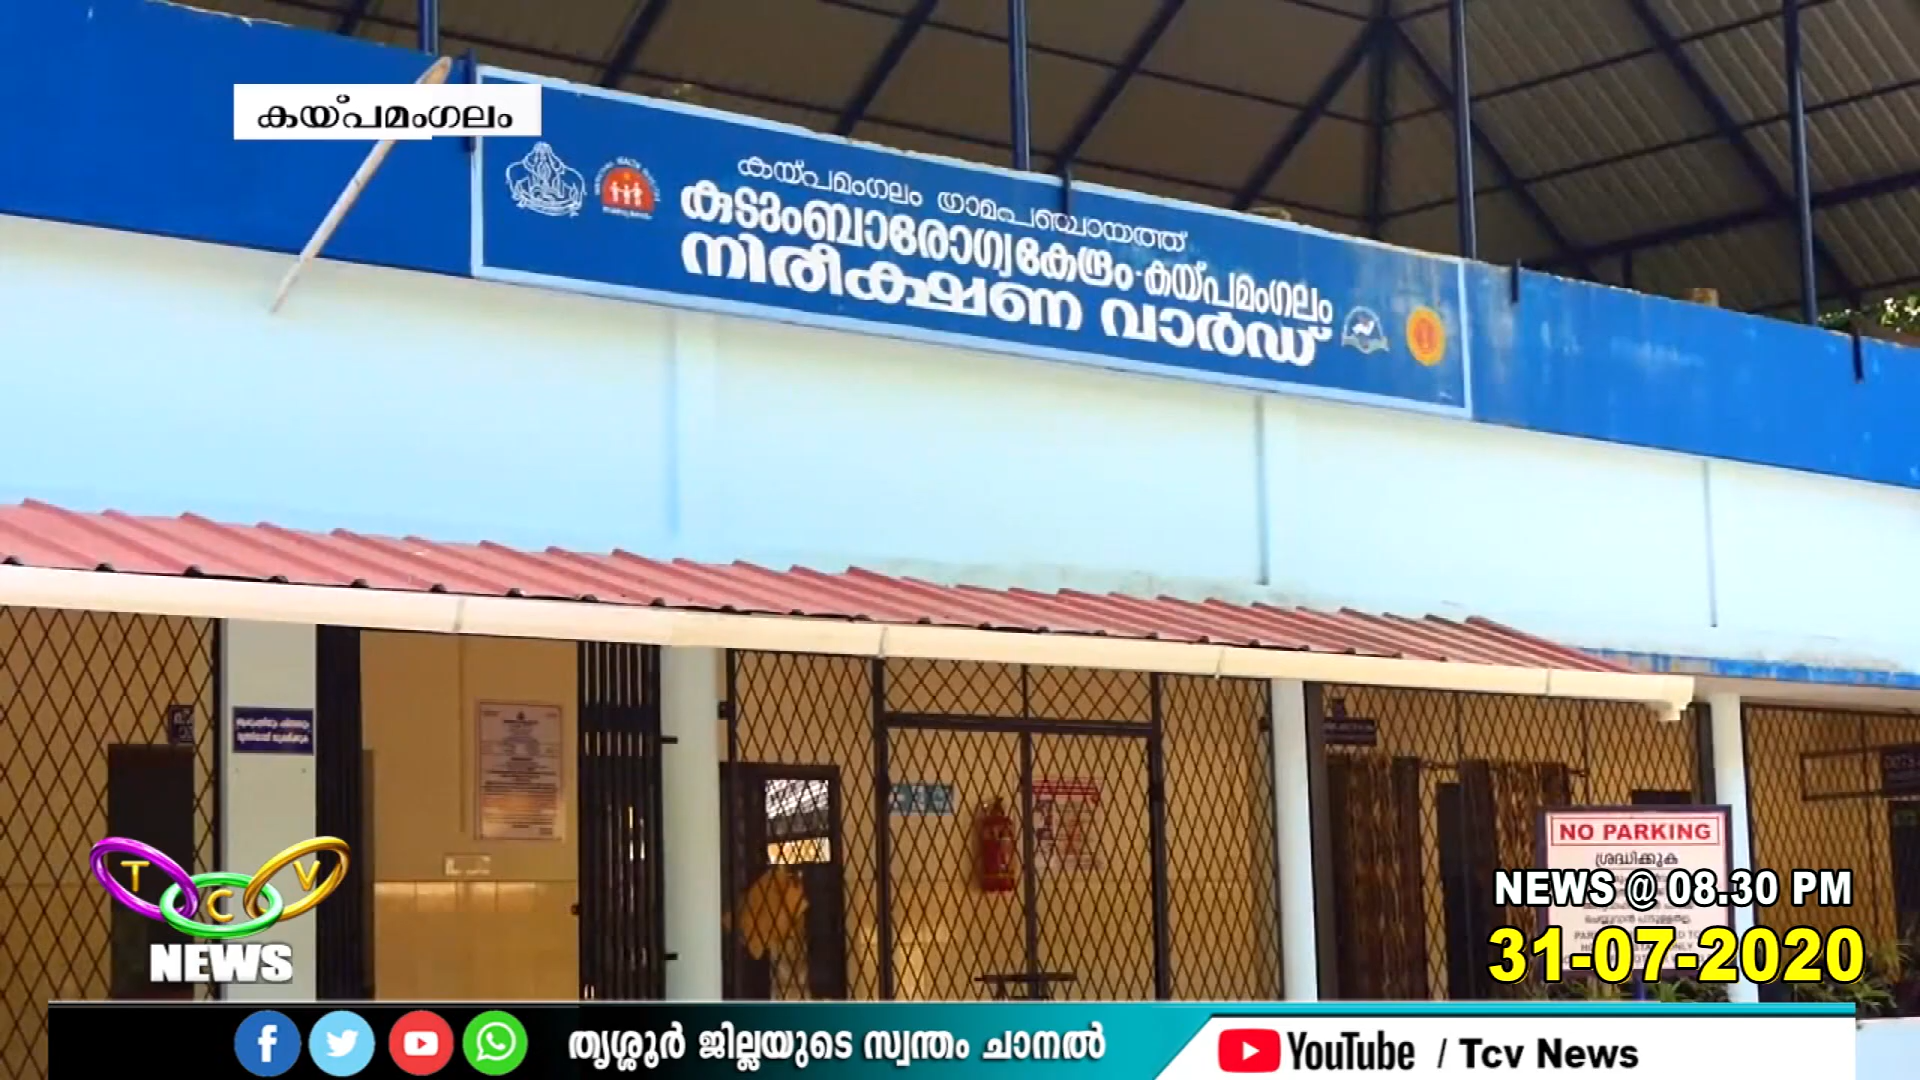 കയ്പമംഗലം
കയ്പമംഗലം ഗ്രാമപഞ്ചായത്ത്
കുടുംബാരോഗ്യകേന്ദ്രം-കയ്പമംഗലം
നിരീക്ഷണ വാർഡ്
NO PARKING
ശ്രദ്ധിക്കുക
T C V
NEWS
NEWS @ 08.30 PM
31-07-2020
തൃശ്ശൂർ ജില്ലയുടെ സ്വന്തം ചാനൽ
YouTube / Tcv News